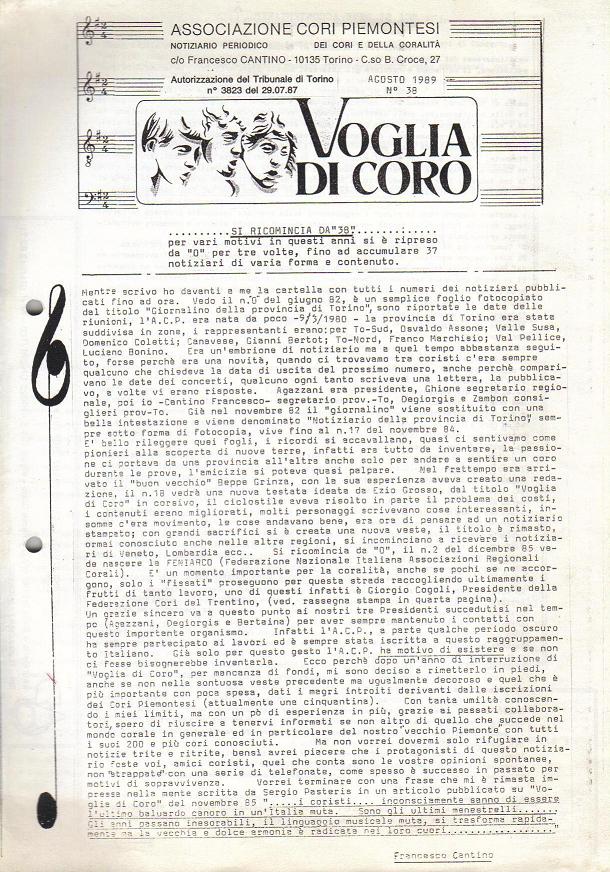 ASSOCIAZIONE CORI PIEMONTESI
NOTIZIARIO PERIODICO DEI CORI E DELLA CORALITÀ
c/o Francesco CANTINO - 10135 Torino - C.so B. Croce, 27
Autorizzazione del Tribunale di Torino AGOSTO 1989
n° 3823 del 29.07.87 N° 38
VOGLIA
DI CORO
..........SI RICOMINCIA DA"38".......:.....
per vari motivi in questi anni si è ripreso
da "0" per tre volte, fino ad accumulare 37
notiziari di varia forma e contenuto.
Mentre scrivo ho davanti a me la cartella con tutti i numeri dei notiziari pubbli-
cati fino ad ora. Vedo il n.0 del giugno 82, è un semplice foglio fotocopiato
dal titolo "Giornalino della provincia di Torino", sono riportate le date delle
riunioni, l'A.C.P. era nata da poco -9/3/1980 - la provincia di Torino era stata
suddivisa in zone, i rappresentanti erano:per To-Sud, Osvaldo Assone; Valle Susa,
Domenico Coletti; Canavese, Gianni Bertot; To-Nord, Franco Marchisio; Val Pellice,
Luciano Bonino. Era un'embrione di notiziario ma a quel tempo abbastanza segui-
to, forse perchè era una novità, quando ci trovavamo tra coristi c'era sempre
qualcuno che chiedeva la data di uscita del prossimo numero, anche perchè compari-
vano le date dei concerti, qualcuno ogni tanto scriveva una lettera, la pubblica-
vo, a volte vi erano risposte. Agazzani era presidente, Ghione segretario regio-
nale, poi io -Cantino Francesco- segretario prov.-To, Degiorgis e Zambon consi-
glieri prov-To. Già nel novembre 82 il "giornalino" viene sostituito con una
bella intestazione e viene denominato "Notiziario della provincia di Torino", sem-
pre sotto forma di fotocopia, vive fino al n.17 del novembre 84.
E' bello rileggere quei fogli, i ricordi si accavallano, quasi ci sentivamo come
pionieri alla scoperta di nuove terre, infatti era tutto da inventare, la passio-
ne ci portava da una provincia all'altra anche solo per andare a sentire un coro
durante le prove, l'amicizia si poteva quasi palpare. Nel frattempo era arri-
vato il "buon vecchio" Beppe Grinza, con la sua esperienza aveva creato una reda-
zione, il n.18 vedrà una nuova testata ideata da Ezio Grosso, dal titolo "Voglia
di Coro" in corsivo, il ciclostile aveva risolto in parte il problema dei costi,
i contenuti erano migliorati, molti personaggi scrivevano cose interessanti, in-
somme c'era movimento, le cose andavano bene, era ora di pensare ad un notiziario
stampato; con grandi sacrifici si è creata una nuova veste, il titolo è rimasto,
ormai conosciuto anche nelle altre regioni, si incominciano a ricevere i notizia-
ri di Veneto, Lombardia ecc.. Si ricomincia da "0", il n.2 del dicembre 85 ve-
de nascere la FENIARCO (Federazione Nazionale Italiana Associazioni Regionali
Corali). E' un momento importante per la coralità, anche se pochi se ne accor-
gono, solo i "fissati" proseguono per questa strada raccogliendo ultimamente i
frutti di tanto lavoro, uno di questi infatti è Giorgio Cogoli, Presidente della
Federazione Cori del Trentino, (ved. rassegna stampa in quarta pagina).
Un grazie sincero va a questo punto ai nostri tre Presidenti succedutisi nel tem-
po (Agazzani, Degiorgis e Bertaina) per aver sempre mantenuto i contatti con
questo importante organismo. Infatti l'A.C.P., a parte qualche periodo oscuro
ha sempre partecipato ai lavori ed è sempre stata iscritta a questo raggruppamen-
to Italiano. Già solo per questo gesto l'A.C.P. ha motivo di esistere e se non
ci fosse bisognerebbe inventarla. Ecco perchè dopo un'anno di interruzione di
"Voglia di Coro", per mancanza di fondi, mi sono deciso a rimetterlo in piedi,
anche se non nella sontuosa veste precedente ma ugualmente decoroso e quel che è
più importante con poca spesa, dati i magri introiti derivanti dalle iscrizioni
dei Cori Piemontesi (attualmente una cinquantina). Con tanta umiltà conoscen-
do i miei limiti, ma con un pò di esperienza in più, grazie ai passati collabora-
tori,spero di riuscire a tenervi informati se non altro di quello che succede nel
mondo corale in generale ed in particolare del nostro vecchio Piemonte con tutti
i suoi 200 e più cori conosciuti. Ma non vorrei dovermi solo rifugiare in
notizie trite e ritrite, bensì avrei piacere che i protagonisti di questo notizia-
rio foste voi, amici coristi, quel che conta sono le vostre opinioni spontanee,
non "strappate" con una serie di telefonate, come spesso è successo in passato per
motivi di sopravvivenza. Vorrei terminare con una frase che mi è rimasta im-
pressa nella mente scritta da Sergio Pasteris in un articolo pubblicato su "Vo-
glia di Coro" del novembre 85 ".....i coristi.... inconsciamente sanno di essere
l'ultimo baluardo canoro in un'Italia muta. Sono gli ultimi menestrelli.......
Gli anni passano inesorabili, il linguaggio musicale muta, si trasforma rapida-
mente ma la vecchia e dolce armonia è radicata nei loro cuori................."
Francesco Cantino